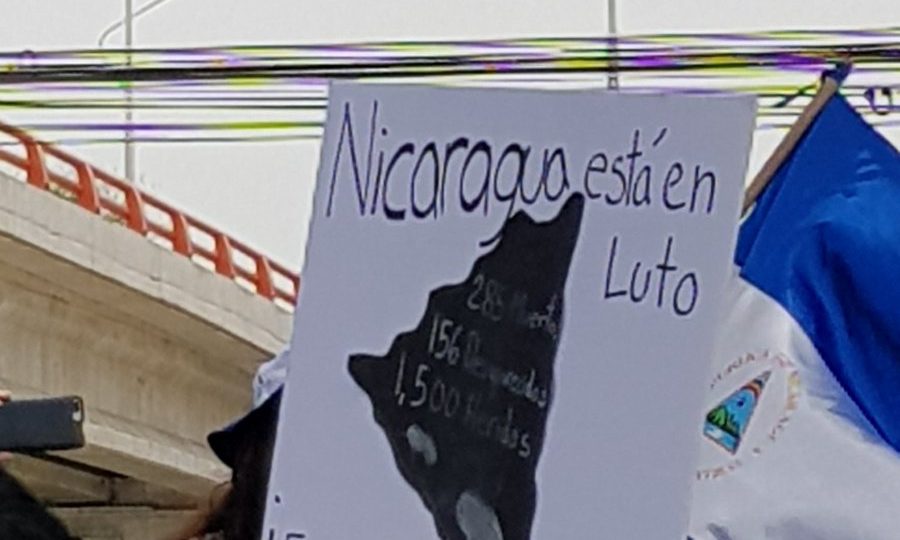 Nicaragua está en
Luto
285 Muertos
156 Desaparecidos
1,500 Heridos